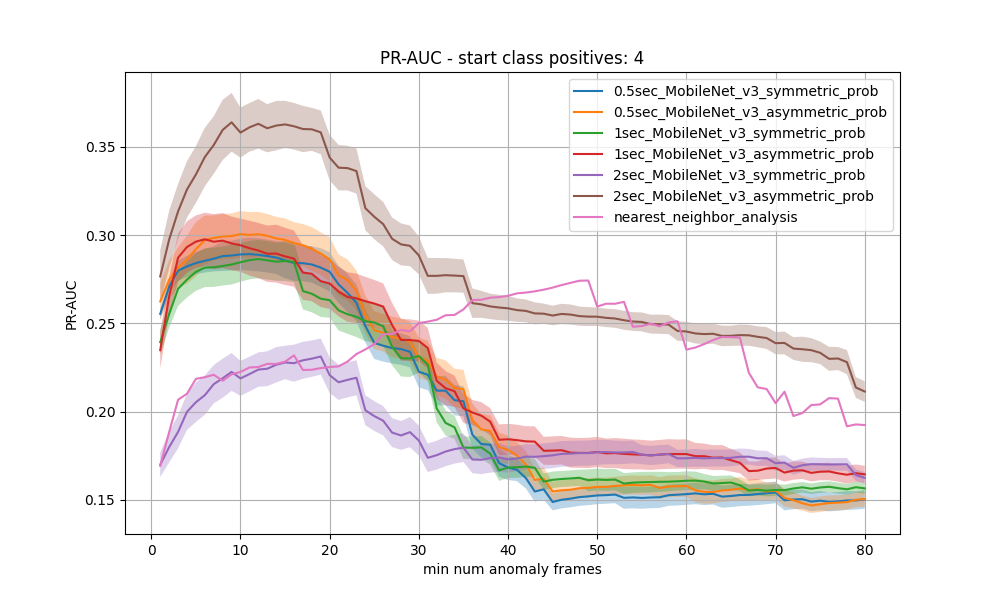 PR-AUC - start class positives: 4
0.5sec_MobileNet_v3_symmetric_prob
0.5sec_MobileNet_v3_asymmetric_prob
1sec_MobileNet_v3_symmetric_prob
1sec_MobileNet_v3_asymmetric_prob
2sec_MobileNet_v3_symmetric_prob
2sec_MobileNet_v3_asymmetric_prob
nearest_neighbor_analysis
PR-AUC
0.35
0.30
0.25
0.20
0.15
0 10 20 30 40 50 60 70 80
min num anomaly frames